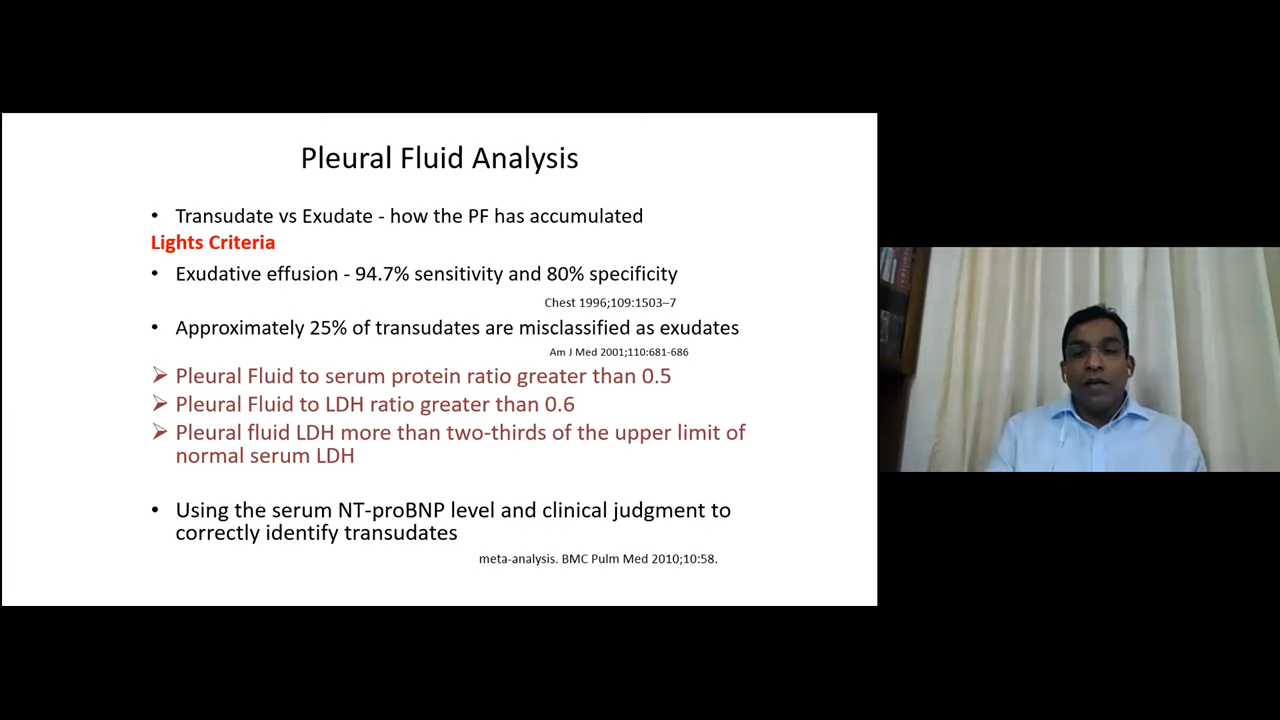 Pleural Fluid Analysis
• Transudate vs Exudate - how the PF has accumulated
Lights Criteria
• Exudative effusion - 94.7% sensitivity and 80% specificity
Chest 1996;109:1503–7
• Approximately 25% of transudates are misclassified as exudates
Am J Med 2001;110:681-686
➢ Pleural Fluid to serum protein ratio greater than 0.5
➢ Pleural Fluid to LDH ratio greater than 0.6
➢ Pleural fluid LDH more than two-thirds of the upper limit of
normal serum LDH
• Using the serum NT-proBNP level and clinical judgment to
correctly identify transudates
meta-analysis. BMC Pulm Med 2010;10:58.